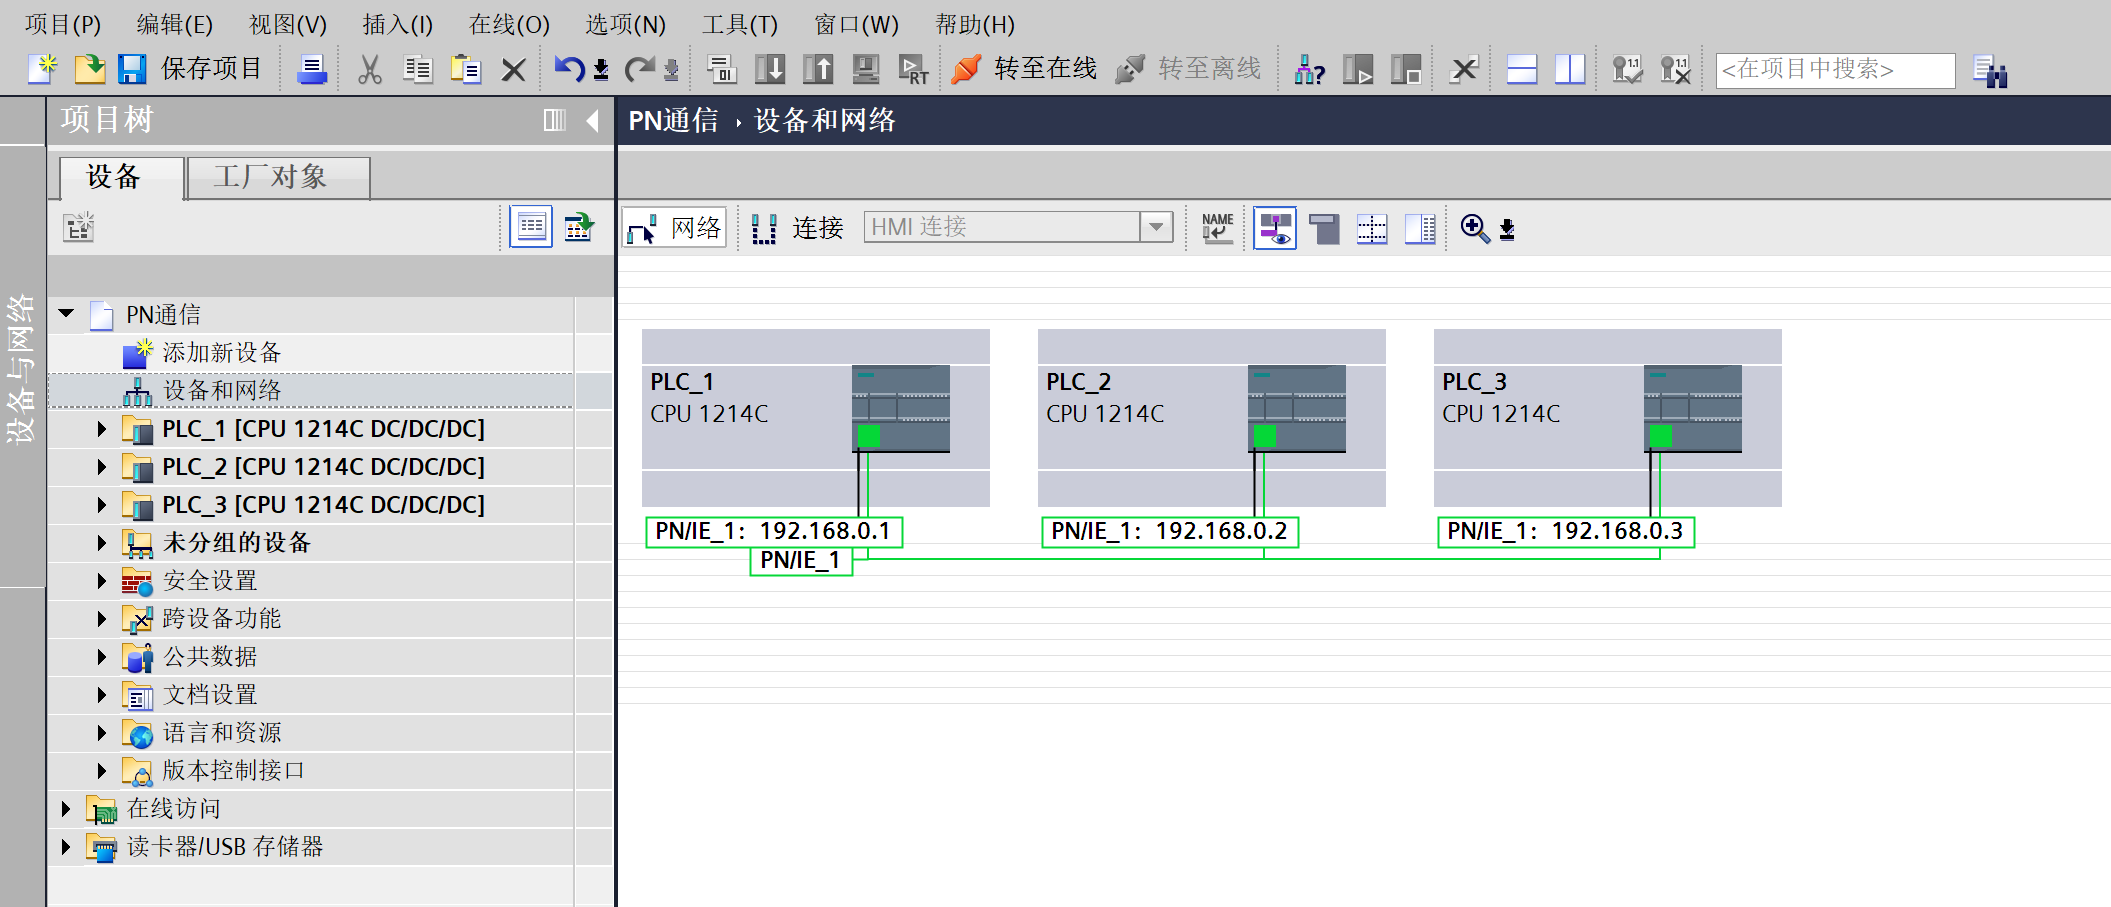 项目(P) 编辑(E) 视图(V) 插入(I) 在线(O) 选项(N) 工具(T) 窗口(W) 帮助(H)
保存项目 RT 转至在线 转至离线 <在项目中搜索>
项目树
PN通信 › 设备和网络
设备 工厂对象
网络 连接 HMI 连接 NAME
设备与网络
PN通信
添加新设备
设备和网络
PLC_1 [CPU 1214C DC/DC/DC]
PLC_2 [CPU 1214C DC/DC/DC]
PLC_3 [CPU 1214C DC/DC/DC]
未分组的设备
安全设置
跨设备功能
公共数据
文档设置
语言和资源
版本控制接口
在线访问
读卡器/USB 存储器
PLC_1
CPU 1214C
PLC_2
CPU 1214C
PLC_3
CPU 1214C
PN/IE_1: 192.168.0.1
PN/IE_1: 192.168.0.2
PN/IE_1: 192.168.0.3
PN/IE_1